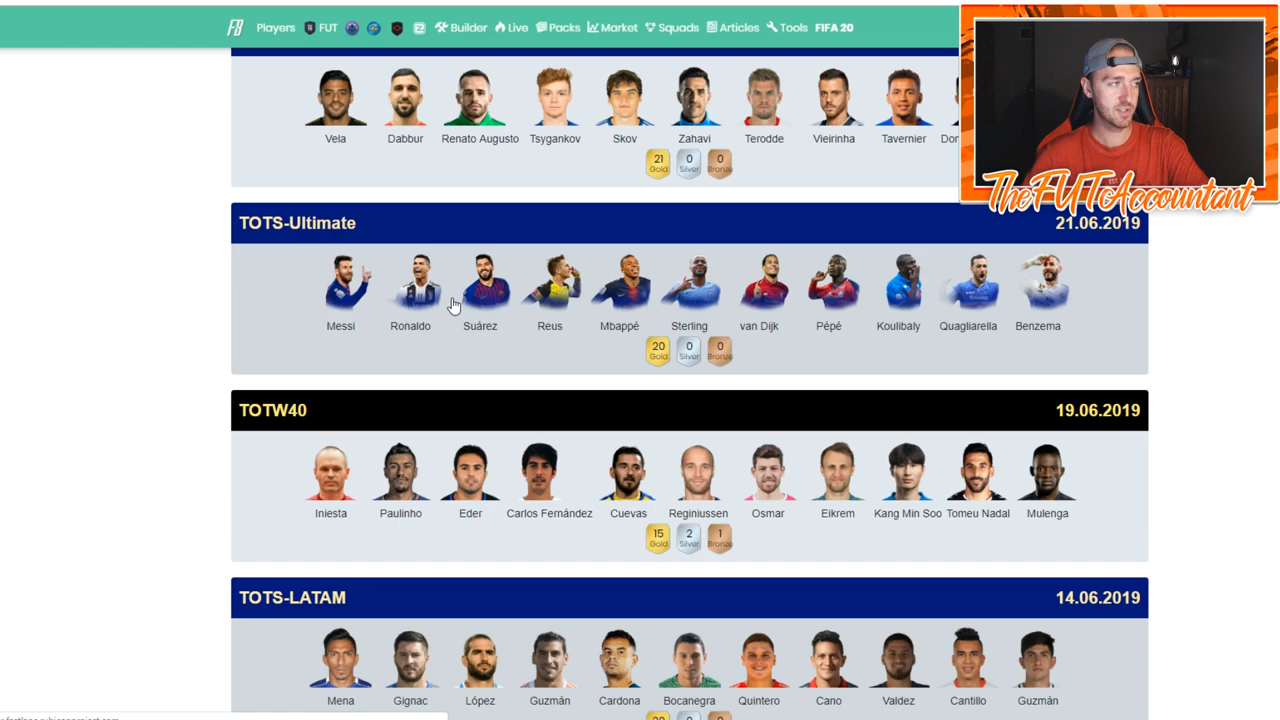 FB Players FUT Builder Live Packs Market Squads Articles Tools FIFA 20
Vela Dabbur Renato Augusto Tsygankov Skov Zahavi Terodde Vieirinha Tavernier
21 0 0
Gold Silver Bronze
TheFUTAccountant
TOTS-Ultimate 21.06.2019
Messi Ronaldo Suárez Reus Mbappé Sterling van Dijk Pépé Koulibaly Quagliarella Benzema
20 0 0
Gold Silver Bronze
TOTW40 19.06.2019
Iniesta Paulinho Eder Carlos Fernández Cuevas Reginiussen Osmar Eikrem Kang Min Soo Tomeu Nadal Mulenga
15 2 1
Gold Silver Bronze
TOTS-LATAM 14.06.2019
Mena Gignac López Guzmán Cardona Bocanegra Quintero Cano Valdez Cantillo Guzmán